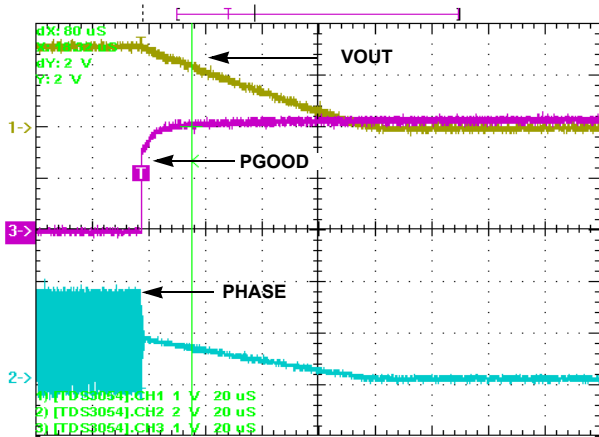 dX: 80 uS
dY: 2 V
Y: 2 V
VOUT
1->
PGOOD
T
3->
PHASE
2->
1) [TDS3054].CH1 1 V 20 uS
2) [TDS3054].CH2 2 V 20 uS
3) [TDS3054].CH3 1 V 20 uS